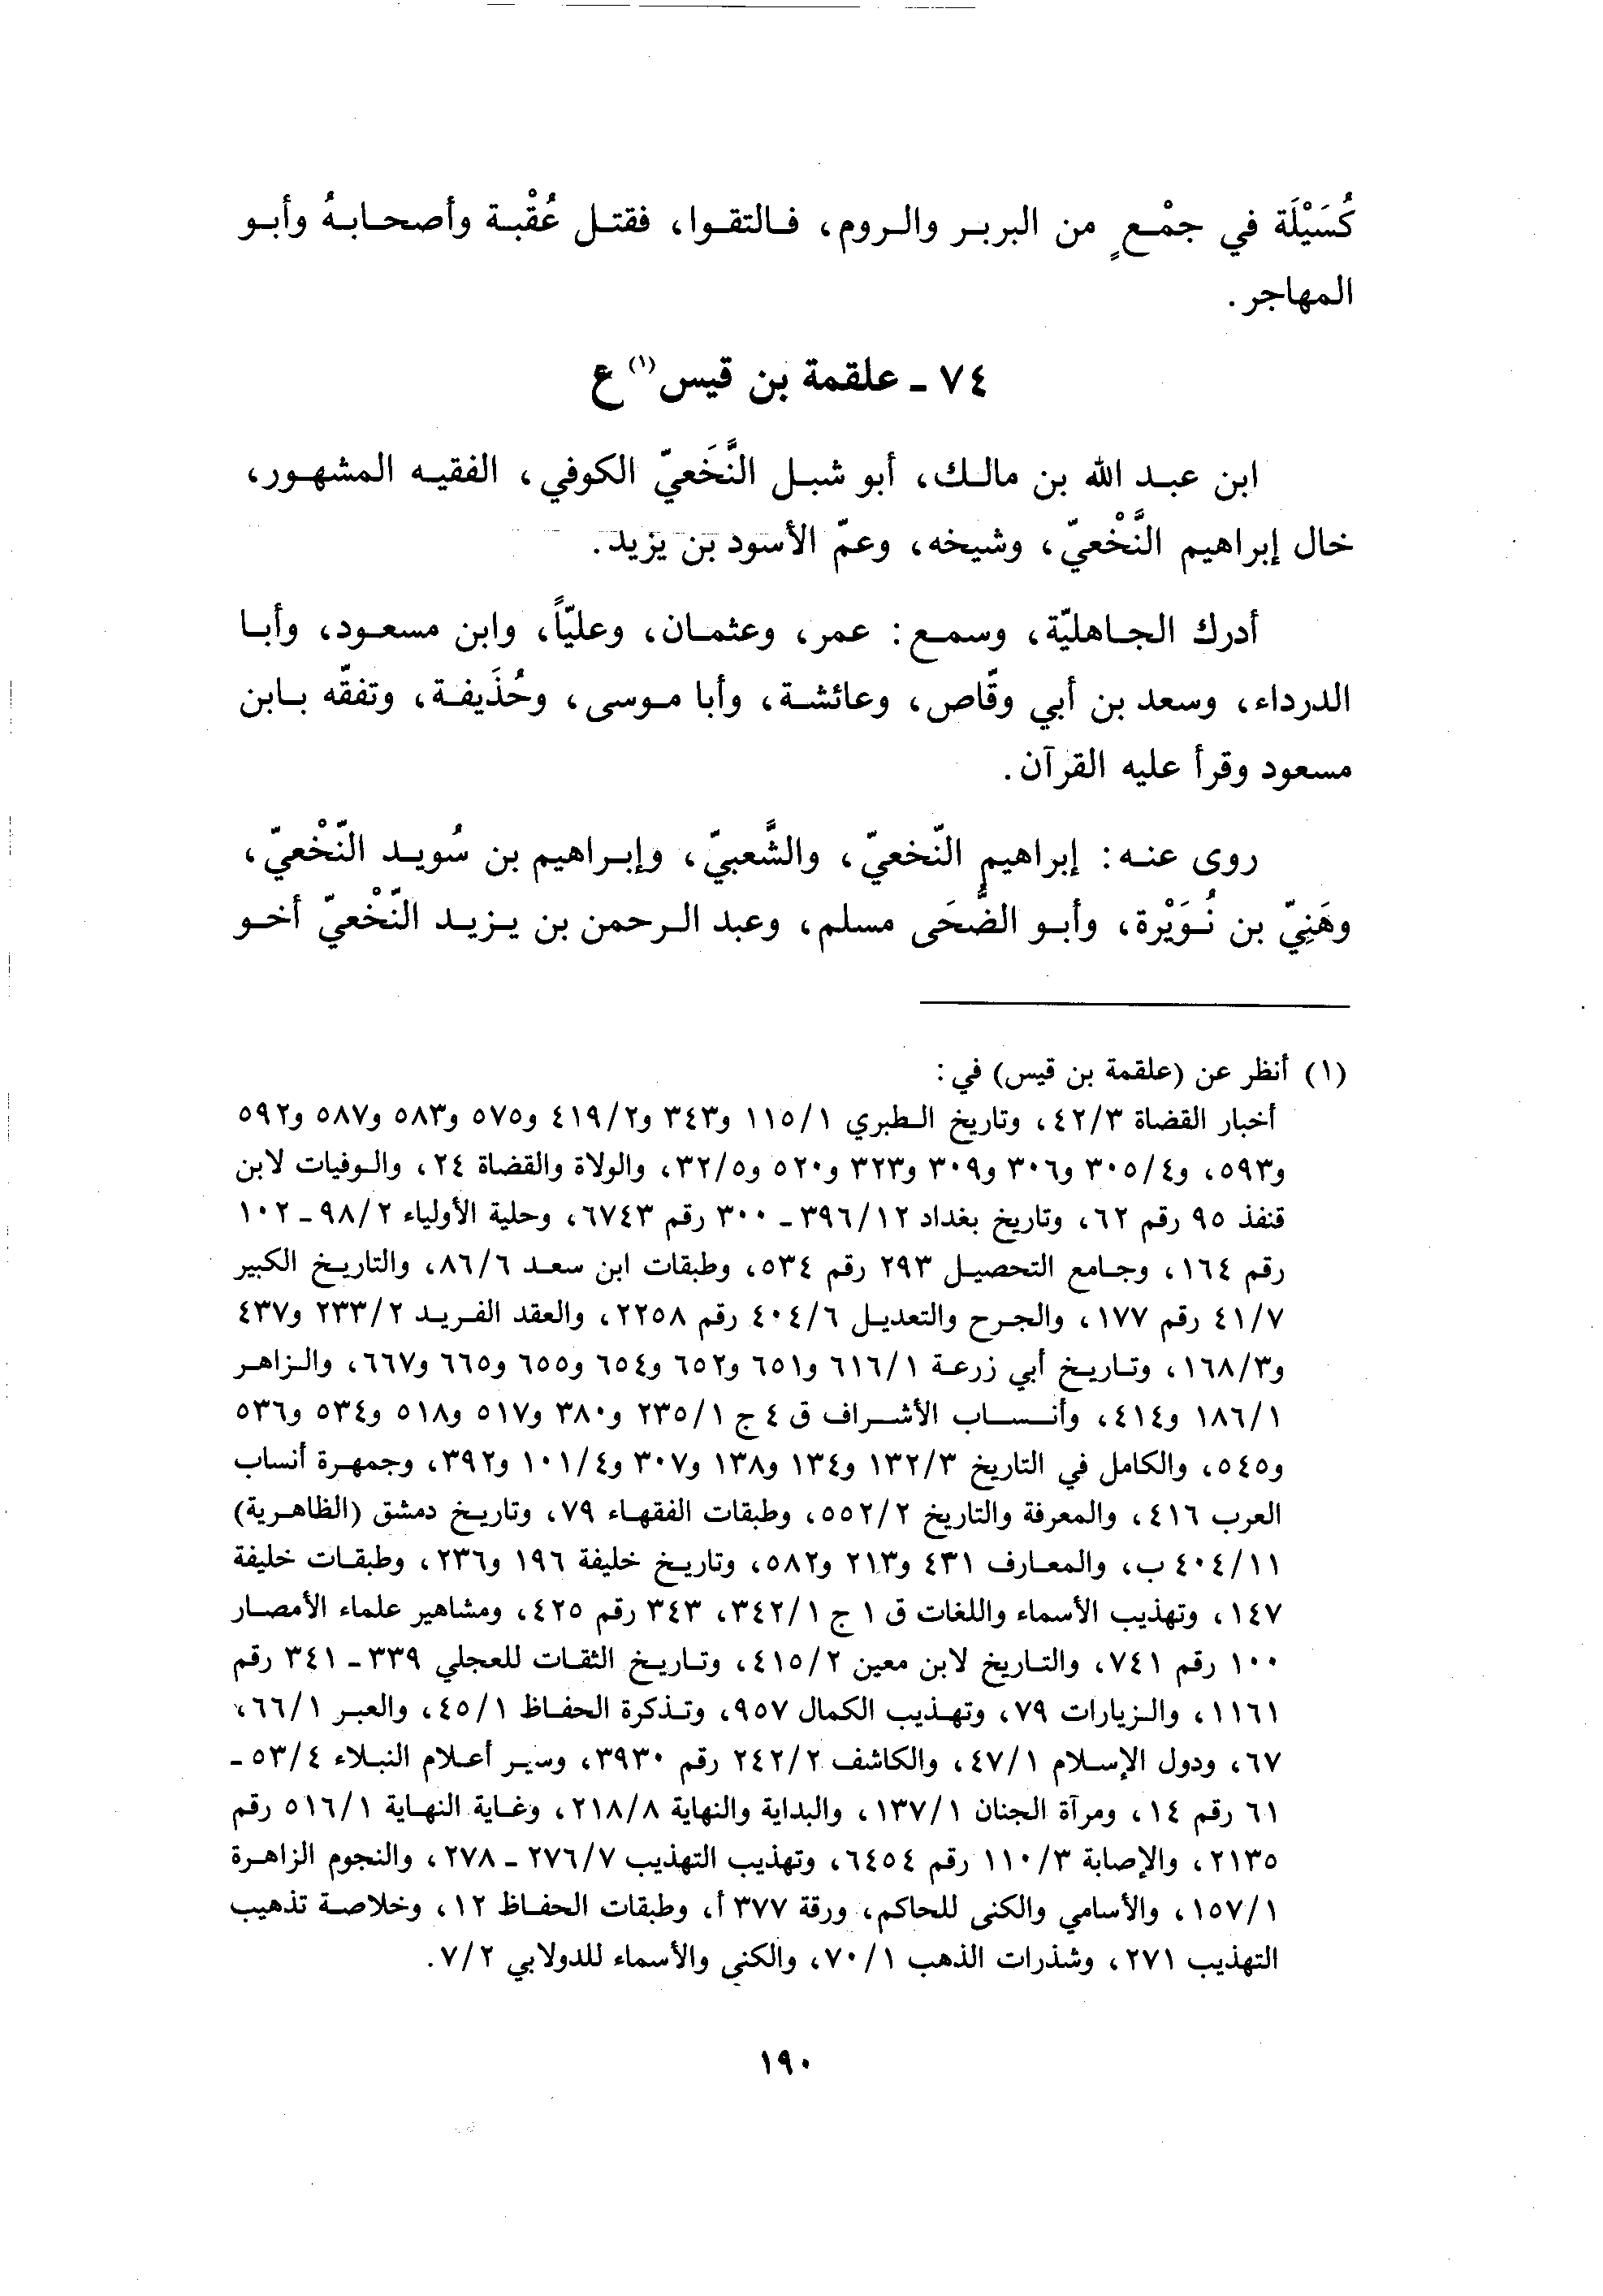 كُسَيْلَة في جمْعٍ من البربر والروم، فالتقوا، فقتل عُقْبة وأصحابهُ وأبو
المهاجر.
٧٤ - علقمة بن قيس(١) ع
ابن عبد الله بن مالك، أبو شبل النَّخَعيّ الكوفي، الفقيه المشهور،
خال إبراهيم النَّخْعيّ، وشيخه، وعمّ الأسود بن يزيد.
أدرك الجاهليّة، وسمع: عمر، وعثمان، وعليّاً، وابن مسعود، وأبا
الدرداء، وسعد بن أبي وقّاص، وعائشة، وأبا موسى، وحُذَيفة، وتفقّه بابن
مسعود وقرأ عليه القرآن.
روى عنه: إبراهيم النّخعيّ، والشَّعبيّ، وإبراهيم بن سُويد النّخْعيّ،
وهَنِيّ بن نُوَيْرة، وأبو الضُّحَى مسلم، وعبد الرحمن بن يزيد النّخْعيّ أخو
(١) أنظر عن (علقمة بن قيس) في:
أخبار القضاة ٤٢/٣، وتاريخ الطبري ١١٥/١ و٣٤٣ و٤١٩/٢ و٥٧٥ و٥٨٣ و٥٨٧ و٥٩٢
و٥٩٣، و٣٠٥/٤ و٣٠٦ و٣٠٩ و٣٢٣ و٥٢٠ و٣٢/٥، والولاة والقضاة ٢٤، والوفيات لابن
قنفذ ٩٥ رقم ٦٢، وتاريخ بغداد ٣٩٦/١٢ - ٣٠٠ رقم ٦٧٤٣، وحلية الأولياء ٩٨/٢ - ١٠٢
رقم ١٦٤، وجامع التحصيل ٢٩٣ رقم ٥٣٤، وطبقات ابن سعد ٨٦/٦، والتاريخ الكبير
٤١/٧ رقم ١٧٧، والجرح والتعديل ٤٠٤/٦ رقم ٢٢٥٨، والعقد الفريد ٢٣٣/٢ و٤٣٧
و١٦٨/٣، وتاريخ أبي زرعة ٦١٦/١ و٦٥١ و٦٥٢ و٦٥٤ و٦٥٥ و٦٦٥ و٦٦٧، والزاهر
١٨٦/١ و٤١٤، وأنساب الأشراف ق ٤ ج ٢٣٥/١ و٣٨٠ و٥١٧ و٥١٨ و٥٣٤ و٥٣٦
و٥٤٥، والكامل في التاريخ ١٣٢/٣ و١٣٤ و١٣٨ و٣٠٧ و١٠١/٤ و٣٩٢، وجمهرة أنساب
العرب ٤١٦، والمعرفة والتاريخ ٥٥٢/٢، وطبقات الفقهاء ٧٩، وتاريخ دمشق (الظاهرية)
٤٠٤/١١ ب، والمعارف ٤٣١ و٢١٣ و٥٨٢، وتاريخ خليفة ١٩٦ و٢٣٦، وطبقات خليفة
١٤٧، وتهذيب الأسماء واللغات ق ١ ج ٣٤٢/١، ٣٤٣ رقم ٤٢٥، ومشاهير علماء الأمصار
١٠٠ رقم ٧٤١، والتاريخ لابن معين ٤١٥/٢، وتاريخ الثقات للعجلي ٣٣٩ - ٣٤١ رقم
١١٦١، والزيارات ٧٩، وتهذيب الكمال ٩٥٧، وتذكرة الحفاظ ٤٥/١، والعبر ٦٦/١،
٦٧، ودول الإسلام ٤٧/١، والكاشف ٢٤٢/٢ رقم ٣٩٣٠، وسير أعلام النبلاء ٥٣/٤ -
٦١ رقم ١٤، ومرآة الجنان ١٣٧/١، والبداية والنهاية ٢١٨/٨، وغاية النهاية ٥١٦/١ رقم
٢١٣٥، والإصابة ١١٠/٣ رقم ٦٤٥٤، وتهذيب التهذيب ٢٧٦/٧ - ٢٧٨، والنجوم الزاهرة
١٥٧/١، والأسامي والكنى للحاكم، ورقة ٣٧٧ أ، وطبقات الحفاظ ١٢، وخلاصة تذهيب
التهذيب ٢٧١، وشذرات الذهب ٧٠/١، والكنى والأسماء للدولابي ٧/٢.
١٩٠